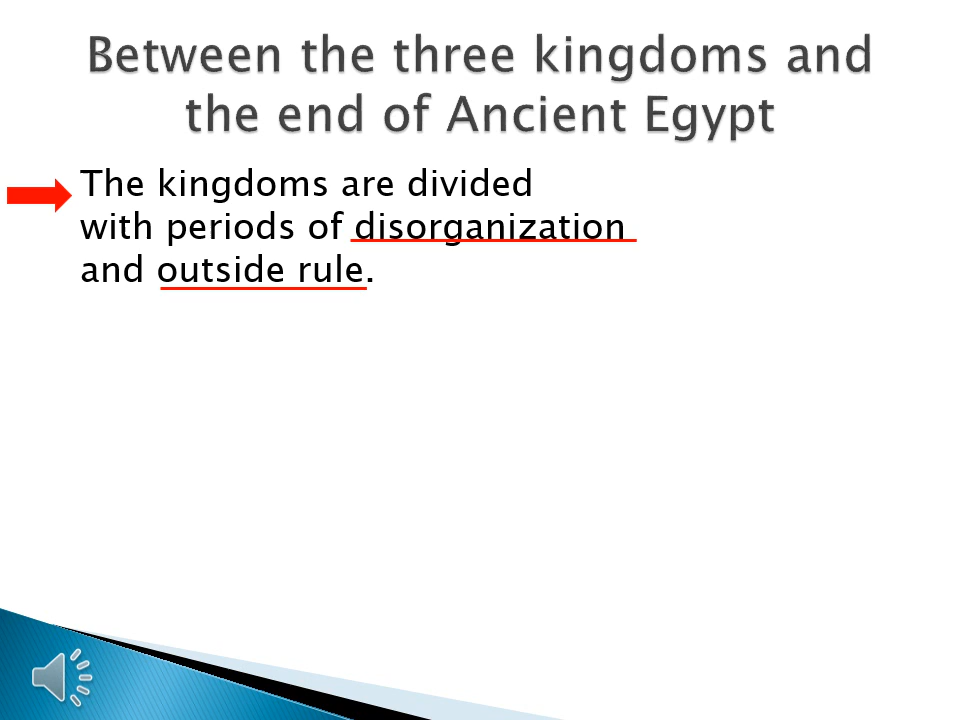 Between the three kingdoms and
the end of Ancient Egypt
The kingdoms are divided
with periods of disorganization
and outside rule.